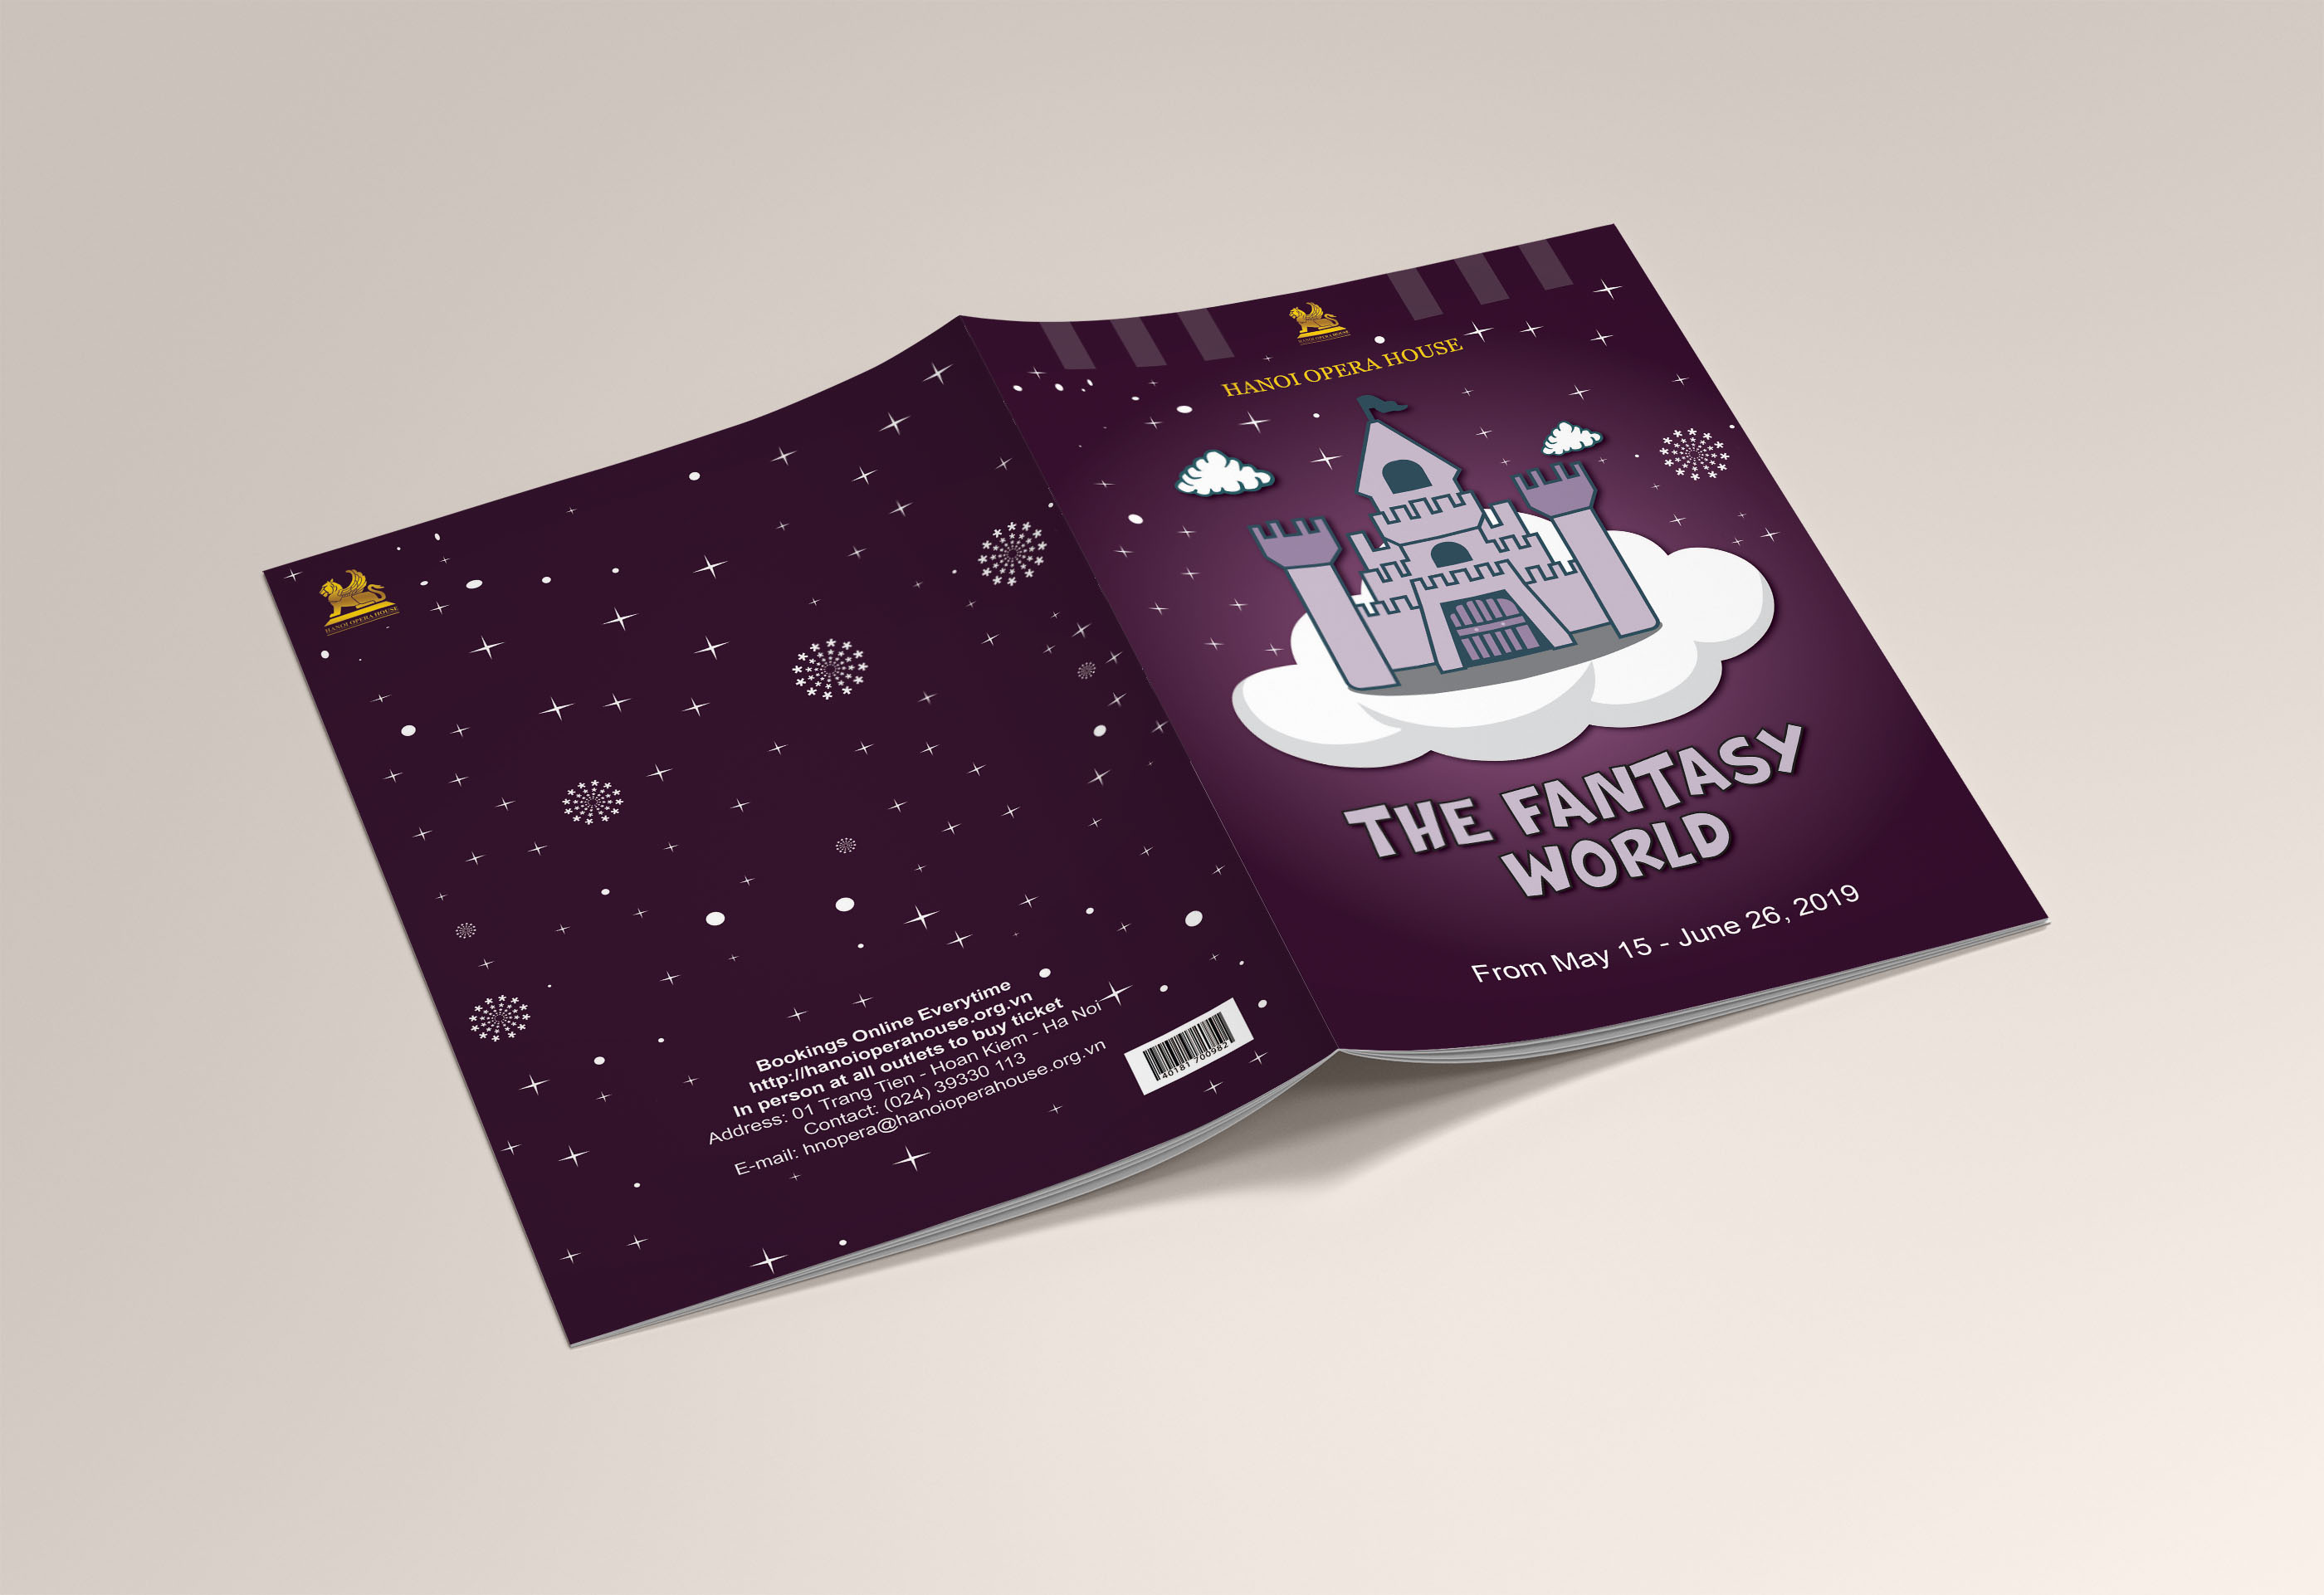 HANOI OPERA HOUSE
HANOI OPERA HOUSE
THE FANTASY
WORLD
From May 15 - June 26, 2019
HANOI OPERA HOUSE
Bookings Online Everytime
http://hanoioperahouse.org.vn
In person at all outlets to buy ticket
Address: 01 Trang Tien - Hoan Kiem - Ha Noi
Contact: (024) 39330 113
E-mail: hnopera@hanoioperahouse.org.vn
40181 700982